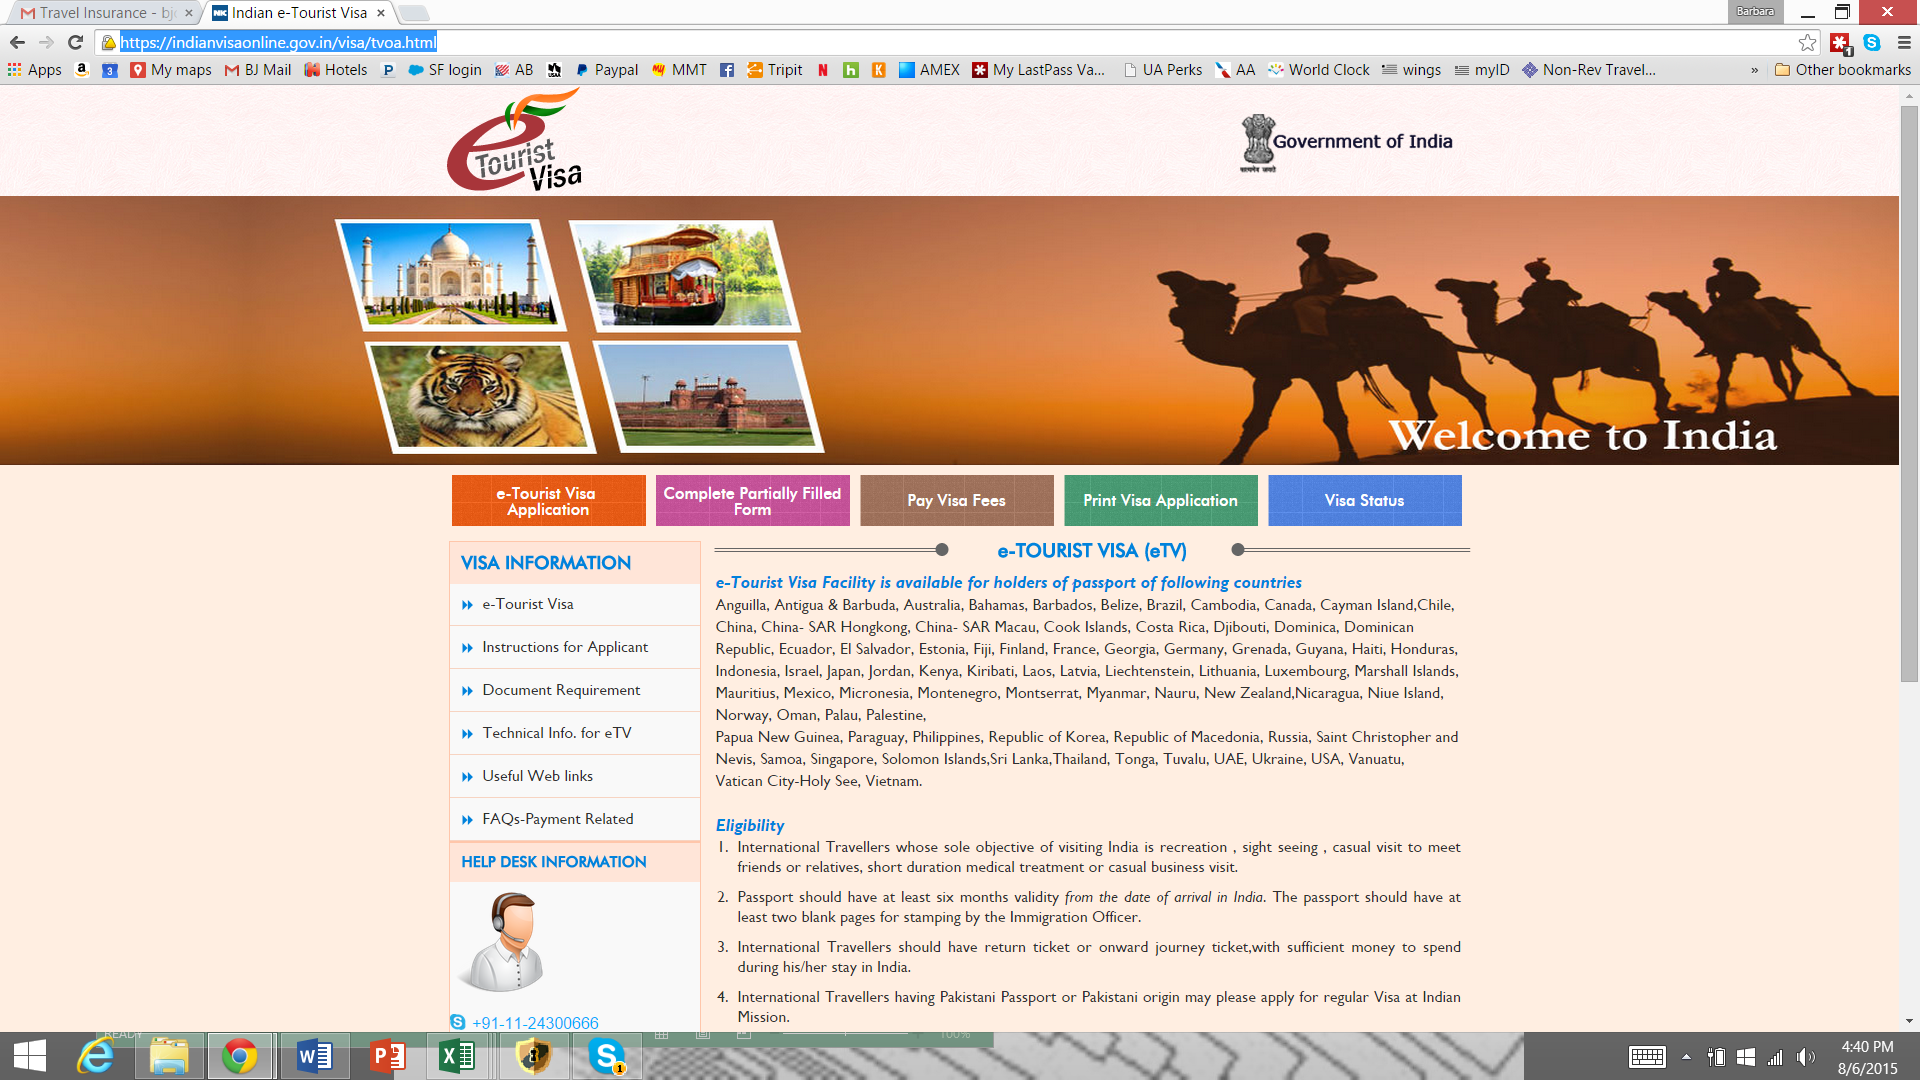 Travel Insurance - bj
Indian e-Tourist Visa
Barbara
https://indianvisaonline.gov.in/visa/tvoa.html
1
Apps
a
3
My maps
BJ Mail
Hotels
P
SF login
AB
USAA
Paypal
my MMT
f
Tripit
N
h
K
AMEX
My LastPass Va...
UA Perks
AA
World Clock
wings
myID
Non-Rev Travel...
»
Other bookmarks
e Tourist Visa
सत्यमेव जयते
Government of India
Welcome to India
e-Tourist Visa Application
Complete Partially Filled Form
Pay Visa Fees
Print Visa Application
Visa Status
VISA INFORMATION
e-Tourist Visa
Instructions for Applicant
Document Requirement
Technical Info. for eTV
Useful Web links
FAQs-Payment Related
HELP DESK INFORMATION
+91-11-24300666
e-TOURIST VISA (eTV)
e-Tourist Visa Facility is available for holders of passport of following countries
Anguilla, Antigua & Barbuda, Australia, Bahamas, Barbados, Belize, Brazil, Cambodia, Canada, Cayman Island,Chile,
China, China- SAR Hongkong, China- SAR Macau, Cook Islands, Costa Rica, Djibouti, Dominica, Dominican
Republic, Ecuador, El Salvador, Estonia, Fiji, Finland, France, Georgia, Germany, Grenada, Guyana, Haiti, Honduras,
Indonesia, Israel, Japan, Jordan, Kenya, Kiribati, Laos, Latvia, Liechtenstein, Lithuania, Luxembourg, Marshall Islands,
Mauritius, Mexico, Micronesia, Montenegro, Montserrat, Myanmar, Nauru, New Zealand,Nicaragua, Niue Island,
Norway, Oman, Palau, Palestine,
Papua New Guinea, Paraguay, Philippines, Republic of Korea, Republic of Macedonia, Russia, Saint Christopher and
Nevis, Samoa, Singapore, Solomon Islands,Sri Lanka,Thailand, Tonga, Tuvalu, UAE, Ukraine, USA, Vanuatu,
Vatican City-Holy See, Vietnam.
Eligibility
1. International Travellers whose sole objective of visiting India is recreation , sight seeing , casual visit to meet
friends or relatives, short duration medical treatment or casual business visit.
2. Passport should have at least six months validity from the date of arrival in India. The passport should have at
least two blank pages for stamping by the Immigration Officer.
3. International Travellers should have return ticket or onward journey ticket,with sufficient money to spend
during his/her stay in India.
4. International Travellers having Pakistani Passport or Pakistani origin may please apply for regular Visa at Indian
Mission.
READY
100%
1
4:40 PM
8/6/2015